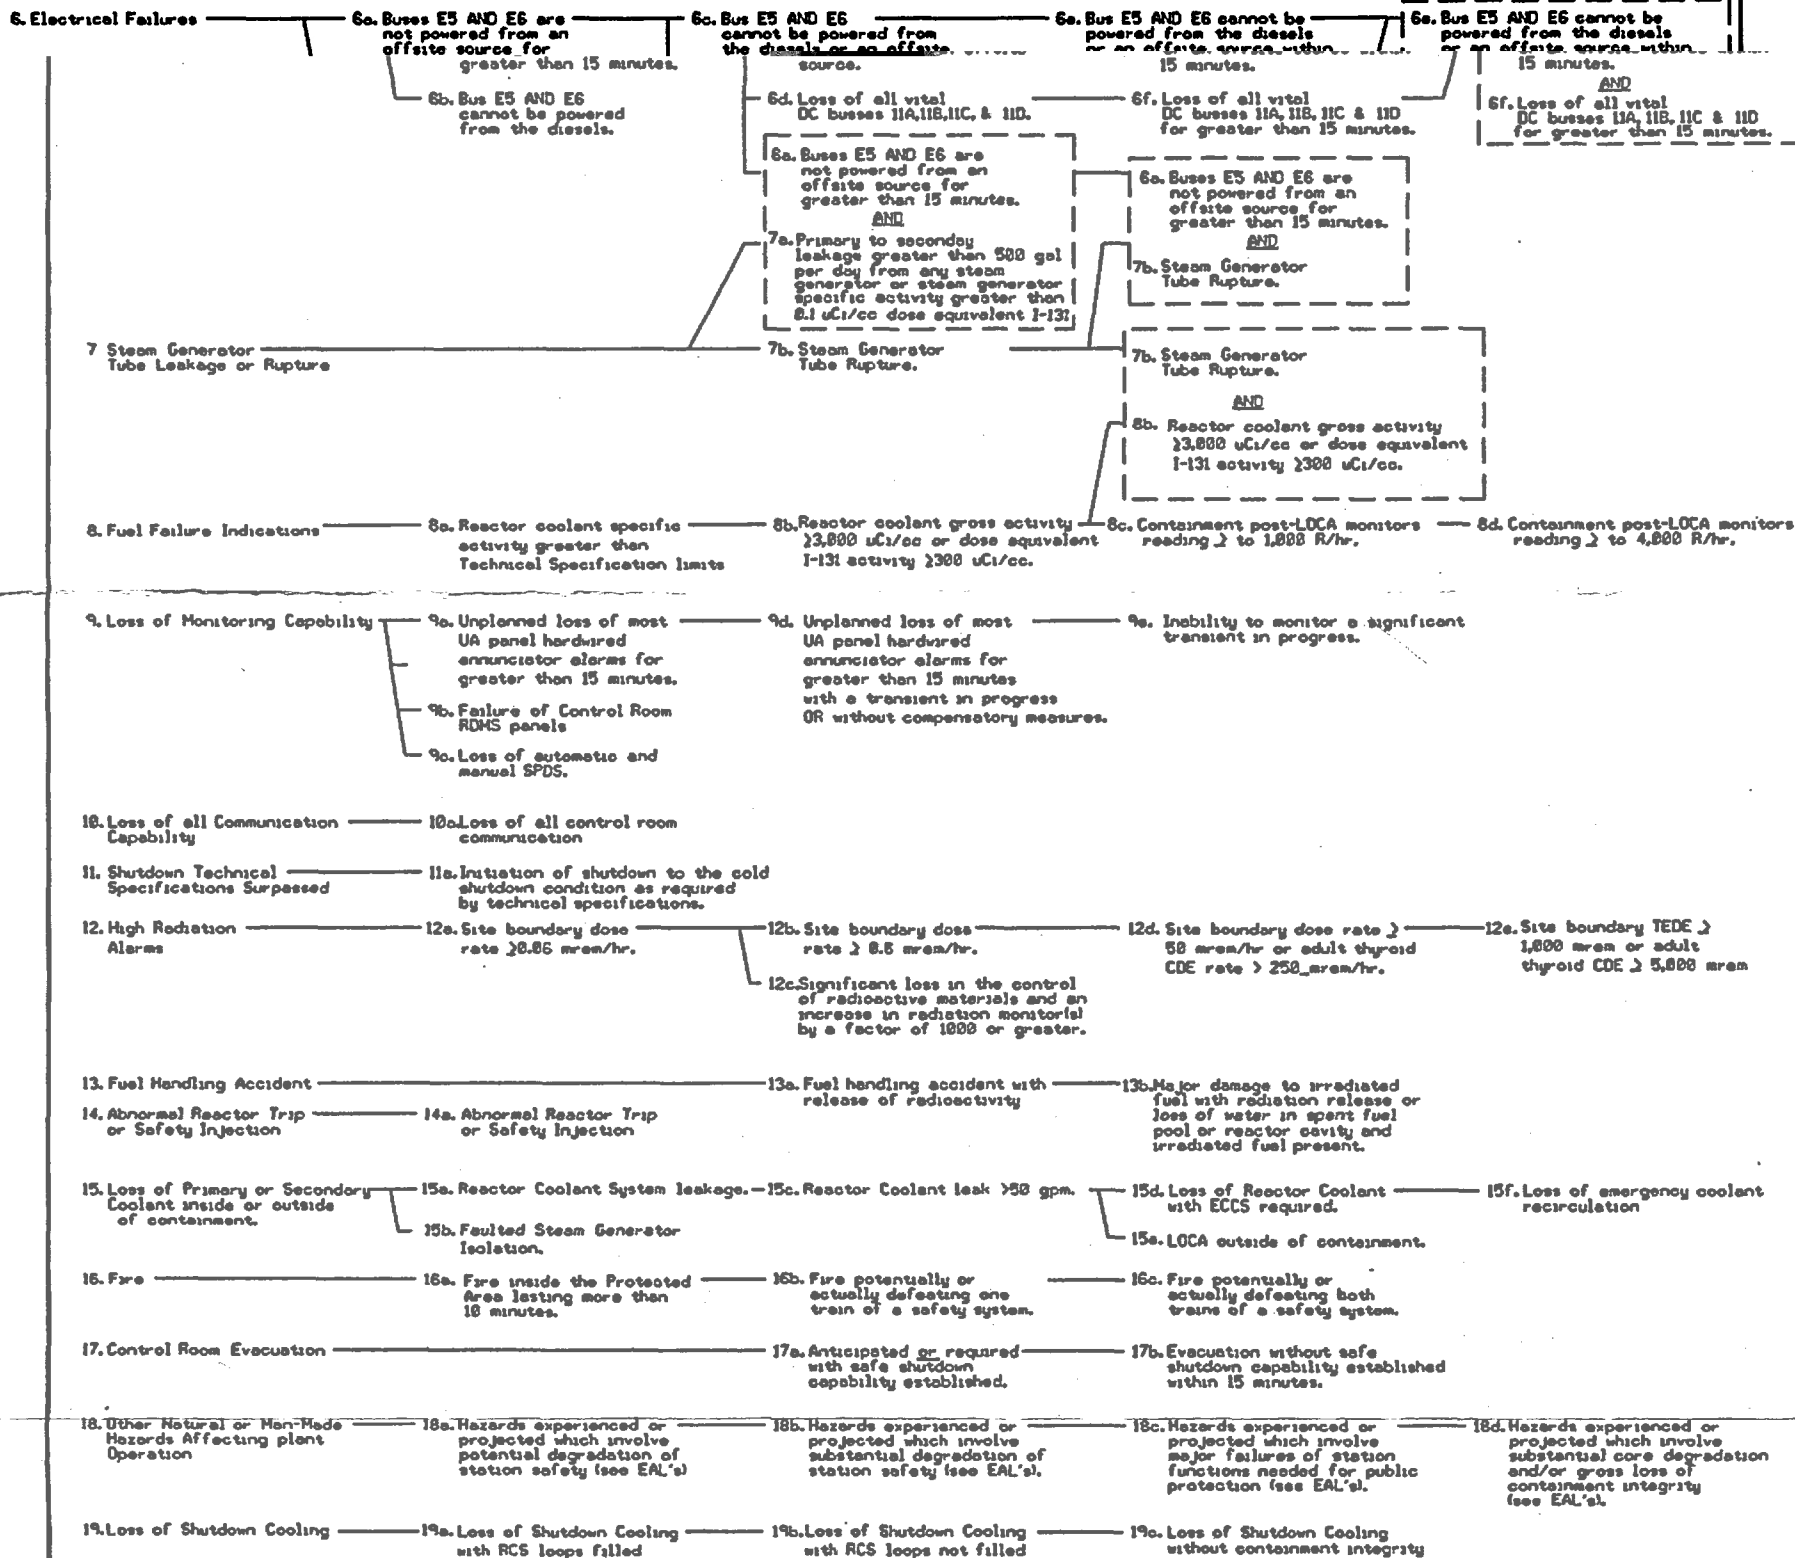 6. Electrical Failures
6a. Buses E5 AND E6 are
not powered from an
offsite source for
greater than 15 minutes.
6b. Bus E5 AND E6
cannot be powered
from the diesels.
6c. Bus E5 AND E6
cannot be powered from
the diesels or an offsite
source.
6d. Loss of all vital
DC busses 11A,11B,11C, & 11D.
6a. Buses E5 AND E6 are
not powered from an
offsite source for
greater than 15 minutes.
AND
7a. Primary to seconday
leakage greater than 500 gal
per day from any steam
generator or steam generator
specific activity greater than
0.1 uCi/cc dose equivalent I-131
6e. Bus E5 AND E6 cannot be
powered from the diesels
or an offsite source within
15 minutes.
6f. Loss of all vital
DC busses 11A, 11B, 11C & 11D
for greater than 15 minutes.
6a. Buses E5 AND E6 are
not powered from an
offsite source for
greater than 15 minutes.
AND
7b. Steam Generator
Tube Rupture.
6e. Bus E5 AND E6 cannot be
powered from the diesels
or an offsite source within
15 minutes.
AND
6f. Loss of all vital
DC busses 11A, 11B, 11C & 11D
for greater than 15 minutes.
7 Steam Generator
Tube Leakage or Rupture
7b. Steam Generator
Tube Rupture.
7b. Steam Generator
Tube Rupture.
AND
8b. Reactor coolant gross activity
≥3,000 uCi/cc or dose equivalent
I-131 activity ≥300 uCi/cc.
8. Fuel Failure Indications
8a. Reactor coolant specific
activity greater than
Technical Specification limits
8b. Reactor coolant gross activity
≥3,000 uCi/cc or dose equivalent
I-131 activity ≥300 uCi/cc.
8c. Containment post-LOCA monitors
reading ≥ to 1,000 R/hr.
8d. Containment post-LOCA monitors
reading ≥ to 4,000 R/hr.
9. Loss of Monitoring Capability
9a. Unplanned loss of most
UA panel hardwired
annunciator alarms for
greater than 15 minutes.
9b. Failure of Control Room
RDMS panels
9c. Loss of automatic and
manual SPDS.
9d. Unplanned loss of most
UA panel hardwired
annunciator alarms for
greater than 15 minutes
with a transient in progress
OR without compensatory measures.
9e. Inability to monitor a significant
transient in progress.
10. Loss of all Communication
Capability
10a. Loss of all control room
communication
11. Shutdown Technical
Specifications Surpassed
11a. Initiation of shutdown to the cold
shutdown condition as required
by technical specifications.
12. High Radiation
Alarms
12a. Site boundary dose
rate ≥0.06 mrem/hr.
12b. Site boundary dose
rate ≥ 0.6 mrem/hr.
12c. Significant loss in the control
of radioactive materials and an
increase in radiation monitor(s)
by a factor of 1000 or greater.
12d. Site boundary dose rate ≥
50 mrem/hr or adult thyroid
CDE rate > 250 mrem/hr.
12e. Site boundary TEDE ≥
1,000 mrem or adult
thyroid CDE ≥ 5,000 mrem
13. Fuel Handling Accident
13a. Fuel handling accident with
release of radioactivity
13b. Major damage to irradiated
fuel with radiation release or
loss of water in spent fuel
pool or reactor cavity and
irradiated fuel present.
14. Abnormal Reactor Trip
or Safety Injection
14a. Abnormal Reactor Trip
or Safety Injection
15. Loss of Primary or Secondary
Coolant inside or outside
of containment.
15a. Reactor Coolant System leakage.
15b. Faulted Steam Generator
Isolation.
15c. Reactor Coolant leak >50 gpm.
15d. Loss of Reactor Coolant
with ECCS required.
15e. LOCA outside of containment.
15f. Loss of emergency coolant
recirculation
16. Fire
16a. Fire inside the Protected
Area lasting more than
10 minutes.
16b. Fire potentially or
actually defeating one
train of a safety system.
16c. Fire potentially or
actually defeating both
trains of a safety system.
17. Control Room Evacuation
17a. Anticipated or required
with safe shutdown
capability established.
17b. Evacuation without safe
shutdown capability established
within 15 minutes.
18. Other Natural or Man-Made
Hazards Affecting plant
Operation
18a. Hazards experienced or
projected which involve
potential degradation of
station safety (see EAL's)
18b. Hazards experienced or
projected which involve
substantial degradation of
station safety (see EAL's).
18c. Hazards experienced or
projected which involve
major failures of station
functions needed for public
protection (see EAL's).
18d. Hazards experienced or
projected which involve
substantial core degradation
and/or gross loss of
containment integrity
(see EAL's).
19. Loss of Shutdown Cooling
19a. Loss of Shutdown Cooling
with RCS loops filled
19b. Loss of Shutdown Cooling
with RCS loops not filled
19c. Loss of Shutdown Cooling
without containment integrity